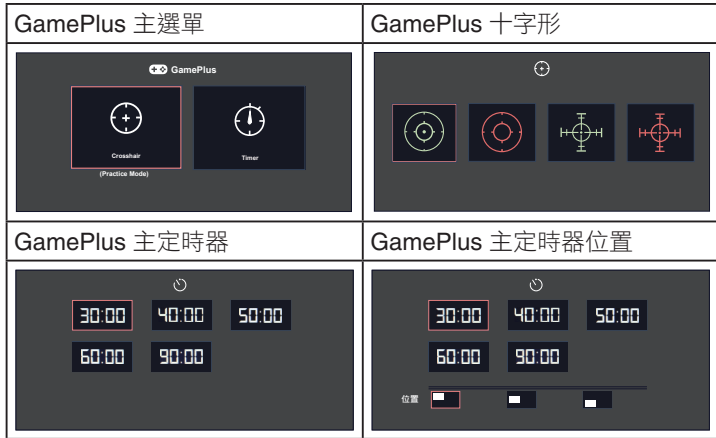 GamePlus 主選單
GamePlus 十字形
GamePlus
Crosshair
Timer
(Practice Mode)
GamePlus 主定時器
GamePlus 主定時器位置
30:00 40:00 50:00
60:00 90:00
30:00 40:00 50:00
60:00 90:00
位置